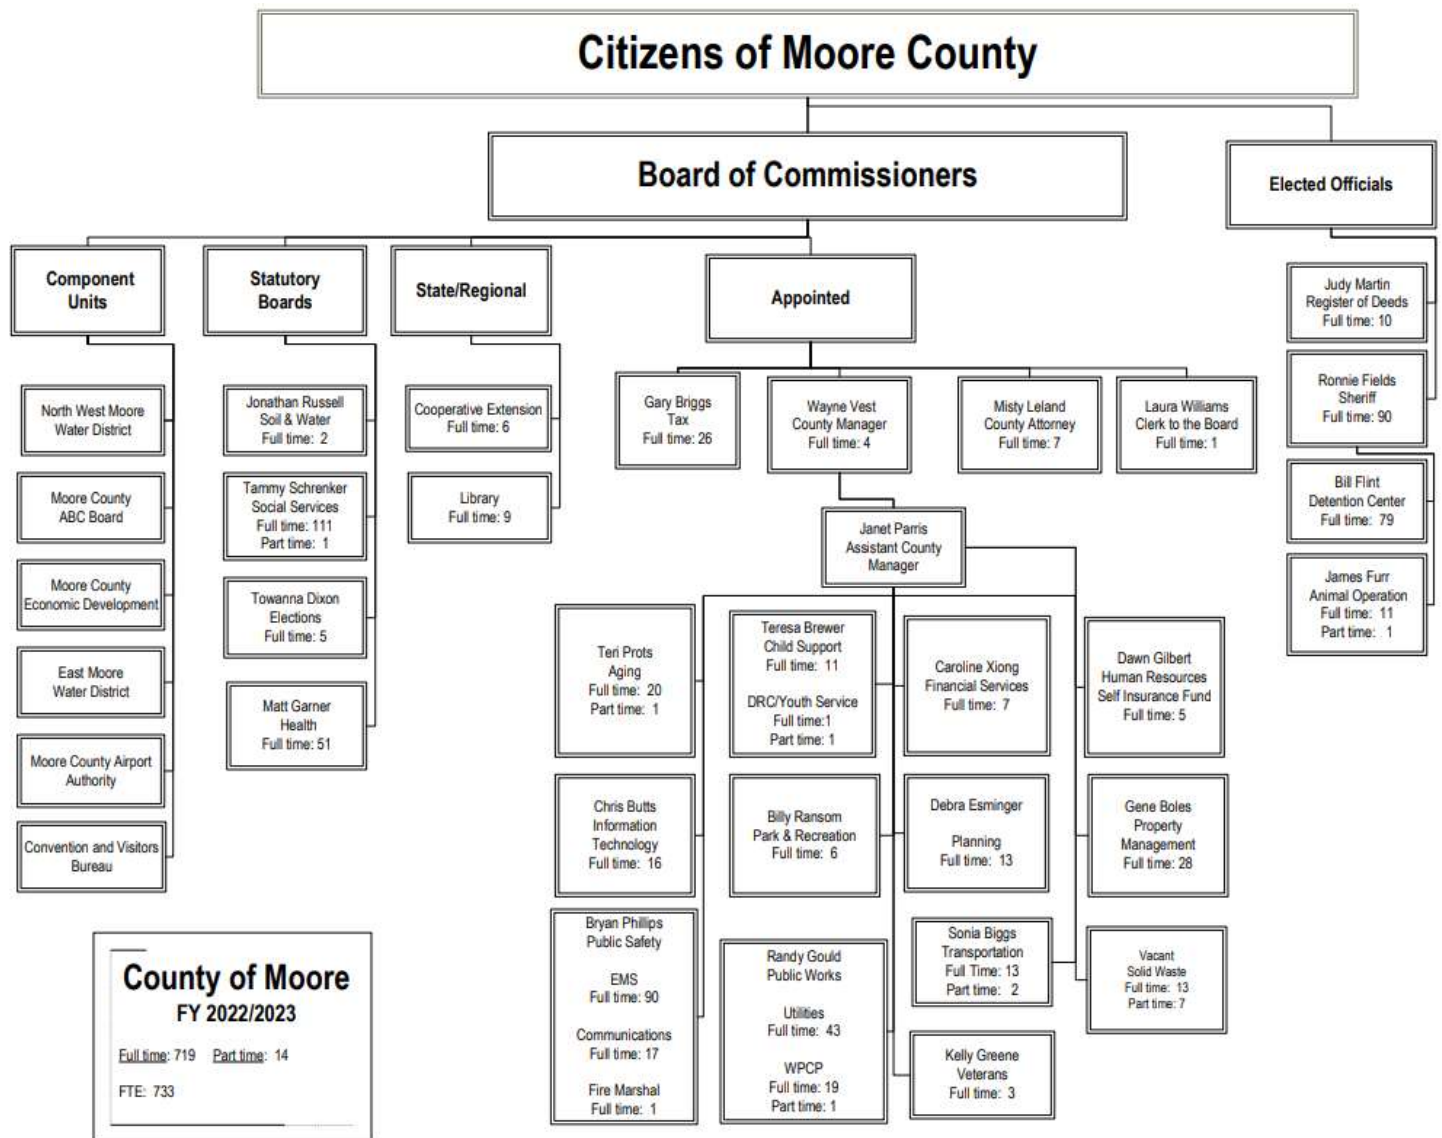 Citizens of Moore County
Board of Commissioners
Elected Officials
Component
Units
Statutory
Boards
State/Regional
Appointed
Judy Martin
Register of Deeds
Full time: 10
Ronnie Fields
Sheriff
Full time: 90
Bill Flint
Detention Center
Full time: 79
James Furr
Animal Operation
Full time: 11
Part time: 1
North West Moore
Water District
Moore County
ABC Board
Moore County
Economic Development
East Moore
Water District
Moore County Airport
Authority
Convention and Visitors
Bureau
Jonathan Russell
Soil & Water
Full time: 2
Tammy Schrenker
Social Services
Full time: 111
Part time: 1
Towanna Dixon
Elections
Full time: 5
Matt Garner
Health
Full time: 51
Cooperative Extension
Full time: 6
Library
Full time: 9
Gary Briggs
Tax
Full time: 26
Wayne Vest
County Manager
Full time: 4
Misty Leland
County Attorney
Full time: 7
Laura Williams
Clerk to the Board
Full time: 1
Janet Parris
Assistant County
Manager
Teri Prots
Aging
Full time: 20
Part time: 1
Teresa Brewer
Child Support
Full time: 11
DRC/Youth Service
Full time:1
Part time: 1
Caroline Xiong
Financial Services
Full time: 7
Dawn Gilbert
Human Resources
Self Insurance Fund
Full time: 5
Chris Butts
Information
Technology
Full time: 16
Billy Ransom
Park & Recreation
Full time: 6
Debra Esminger
Planning
Full time: 13
Gene Boles
Property
Management
Full time: 28
Bryan Phillips
Public Safety
EMS
Full time: 90
Communications
Full time: 17
Fire Marshal
Full time: 1
Randy Gould
Public Works
Utilities
Full time: 43
WPCP
Full time: 19
Part time: 1
Sonia Biggs
Transportation
Full Time: 13
Part time: 2
Vacant
Solid Waste
Full time: 13
Part time: 7
Kelly Greene
Veterans
Full time: 3
County of Moore
FY 2022/2023
Full time: 719 Part time: 14
FTE: 733